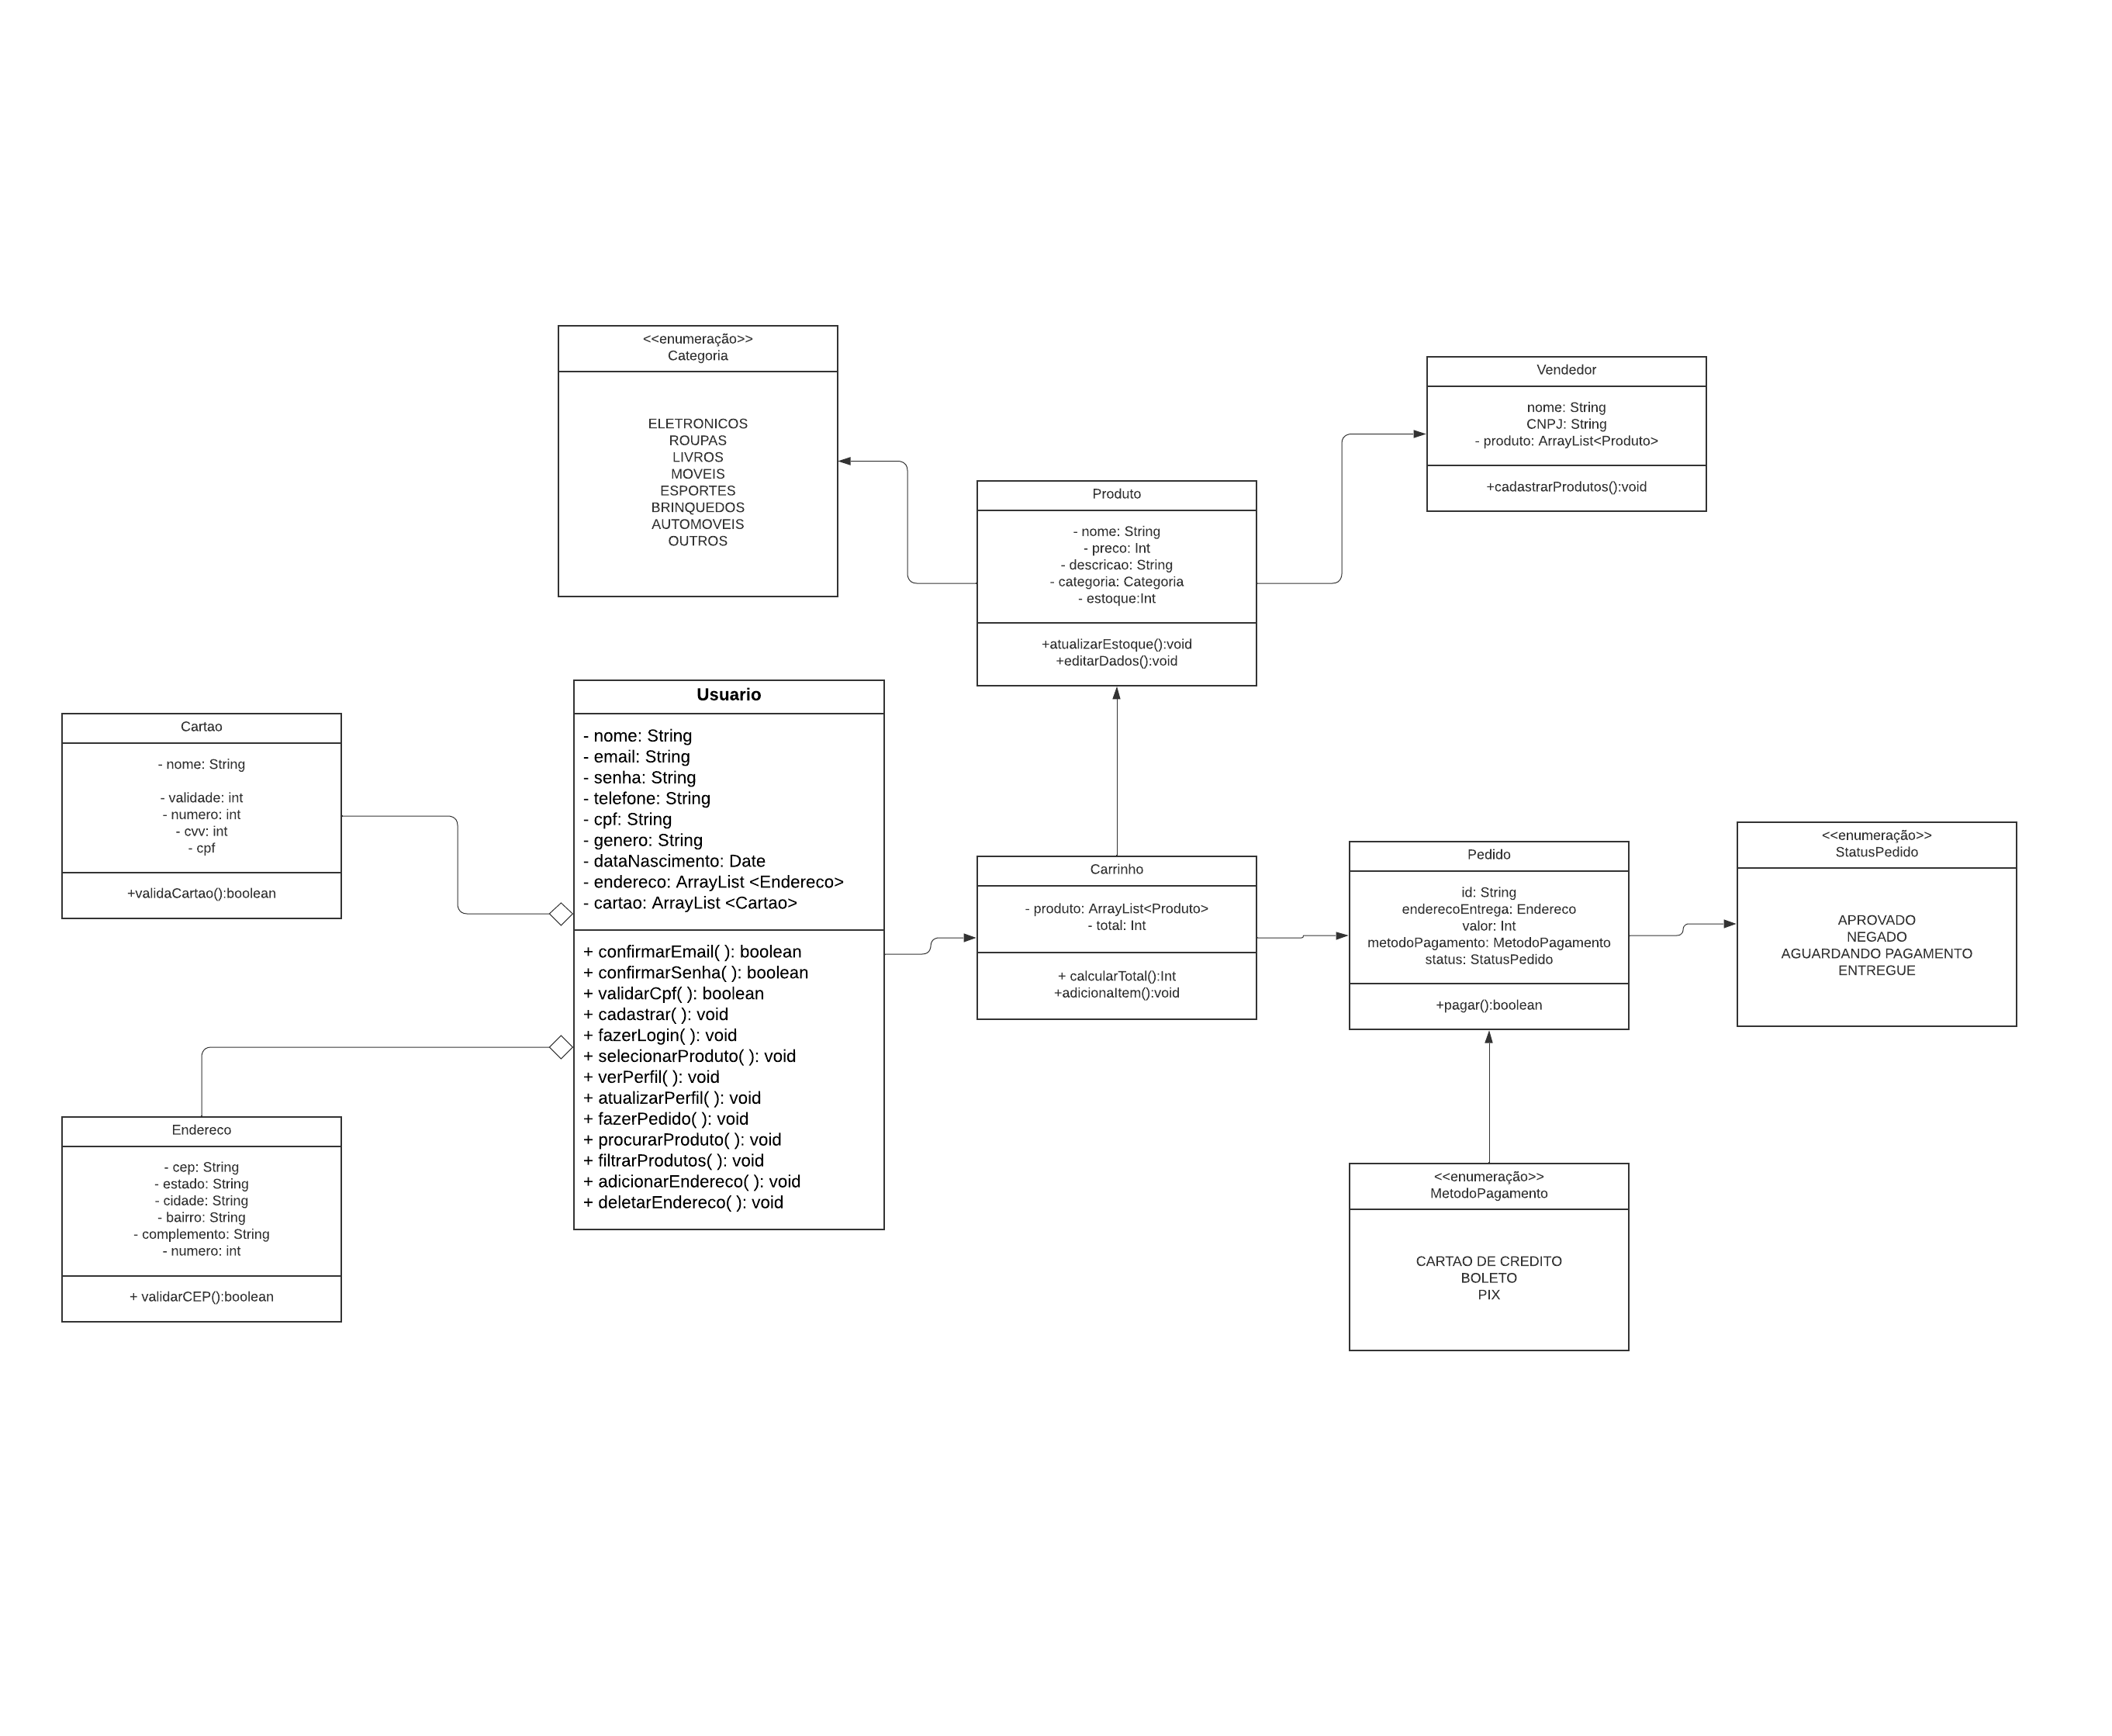 <<enumeração>>
Categoria
ELETRONICOS
ROUPAS
LIVROS
MOVEIS
ESPORTES
BRINQUEDOS
AUTOMOVEIS
OUTROS
Vendedor
nome: String
CNPJ: String
- produto: ArrayList<Produto>
+cadastrarProdutos():void
Produto
- nome: String
- preco: Int
- descricao: String
- categoria: Categoria
- estoque:Int
+atualizarEstoque():void
+editarDados():void
Cartao
- nome: String
- validade: int
- numero: int
- cvv: int
- cpf
+validaCartao():boolean
Usuario
- nome: String
- email: String
- senha: String
- telefone: String
- cpf: String
- genero: String
- dataNascimento: Date
- endereco: ArrayList <Endereco>
- cartao: ArrayList <Cartao>
+ confirmarEmail( ): boolean
+ confirmarSenha( ): boolean
+ validarCpf( ): boolean
+ cadastrar( ): void
+ fazerLogin( ): void
+ selecionarProduto( ): void
+ verPerfil( ): void
+ atualizarPerfil( ): void
+ fazerPedido( ): void
+ procurarProduto( ): void
+ filtrarProdutos( ): void
+ adicionarEndereco( ): void
+ deletarEndereco( ): void
Carrinho
- produto: ArrayList<Produto>
- total: Int
+ calcularTotal():Int
+adicionaItem():void
Pedido
id: String
enderecoEntrega: Endereco
valor: Int
metodoPagamento: MetodoPagamento
status: StatusPedido
+pagar():boolean
<<enumeração>>
StatusPedido
APROVADO
NEGADO
AGUARDANDO PAGAMENTO
ENTREGUE
Endereco
- cep: String
- estado: String
- cidade: String
- bairro: String
- complemento: String
- numero: int
+ validarCEP():boolean
<<enumeração>>
MetodoPagamento
CARTAO DE CREDITO
BOLETO
PIX